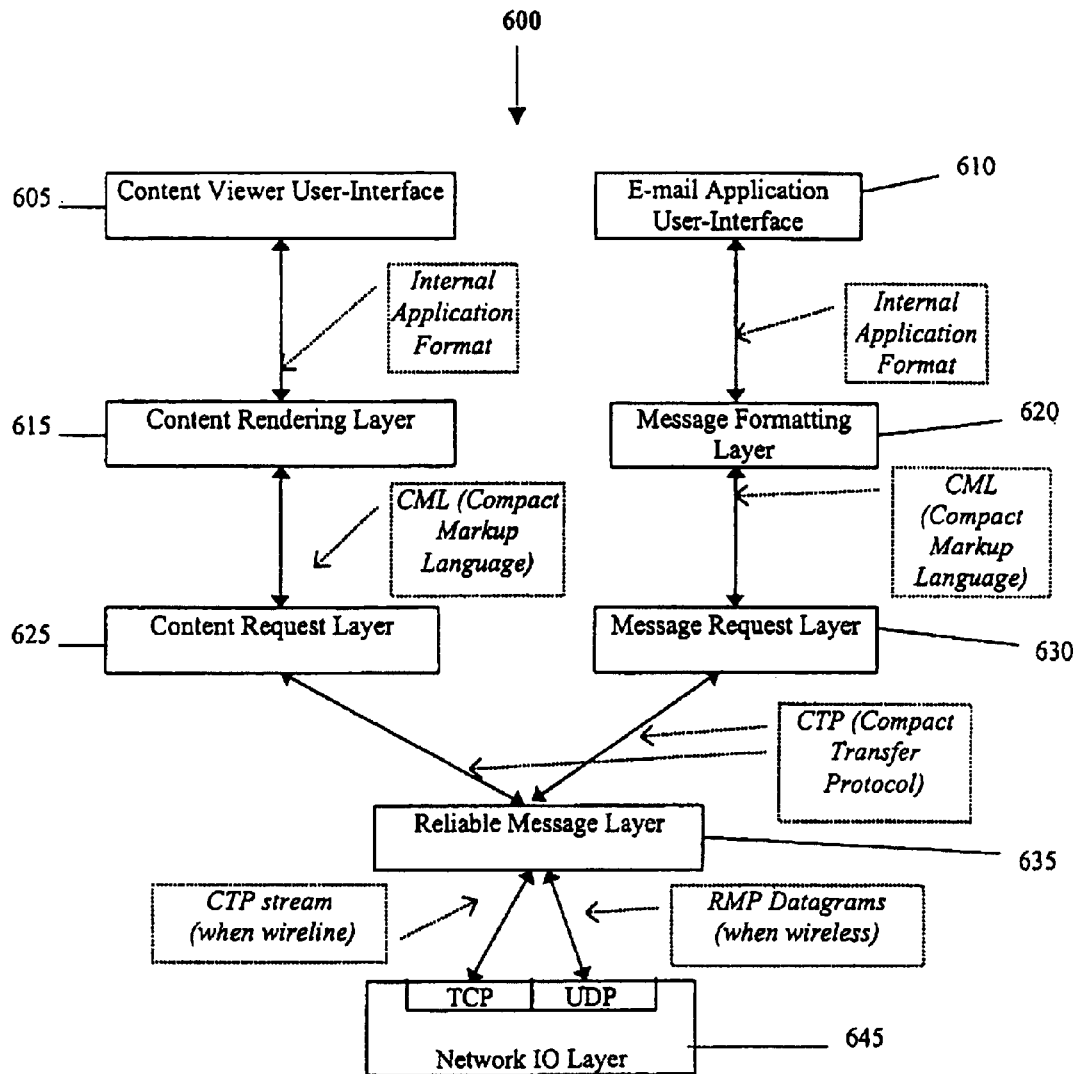 600
605
Content Viewer User-Interface
E-mail Application
User-Interface
610
Internal
Application
Format
Internal
Application
Format
615
Content Rendering Layer
Message Formatting
Layer
620
CML (Compact
Markup
Language)
CML
(Compact
Markup
Language)
625
Content Request Layer
Message Request Layer
630
CTP (Compact
Transfer
Protocol)
Reliable Message Layer
635
CTP stream
(when wireline)
RMP Datagrams
(when wireless)
TCP
UDP
Network IO Layer
645